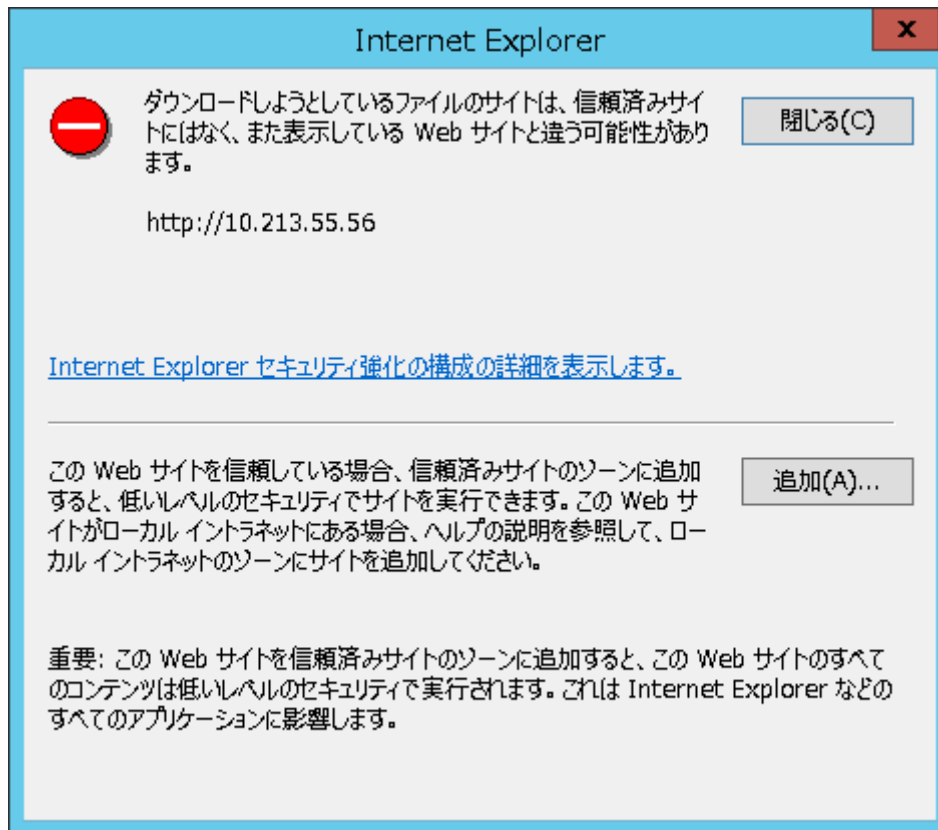 Internet Explorer
x
ダウンロードしようとしているファイルのサイトは、信頼済みサイ
トにはなく、また表示している Web サイトと違う可能性があり
ます。
閉じる(C)
http://10.213.55.56
Internet Explorer セキュリティ強化の構成の詳細を表示します。
この Web サイトを信頼している場合、信頼済みサイトのゾーンに追加
すると、低いレベルのセキュリティでサイトを実行できます。この Web サ
イトがローカル イントラネットにある場合、ヘルプの説明を参照して、ロー
カル イントラネットのゾーンにサイトを追加してください。
追加(A)...
重要: この Web サイトを信頼済みサイトのゾーンに追加すると、この Web サイトのすべて
のコンテンツは低いレベルのセキュリティで実行されます。これは Internet Explorer などの
すべてのアプリケーションに影響します。